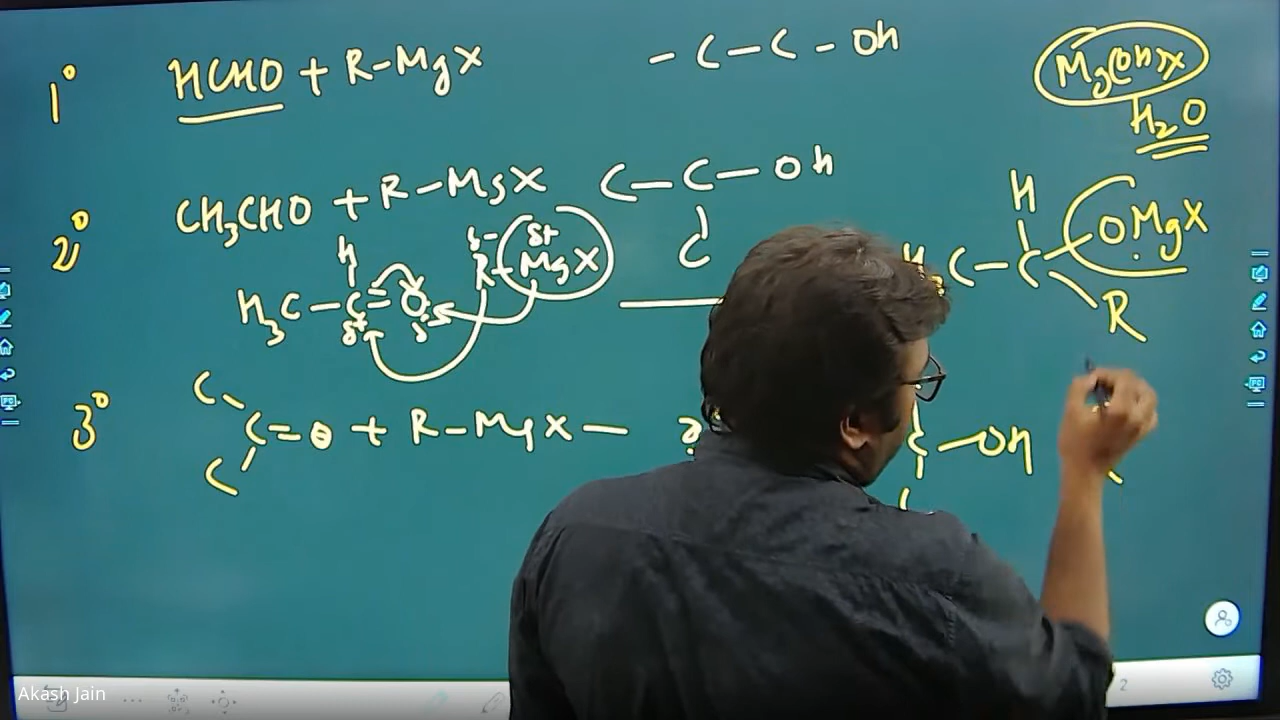 1° HCHO + R-MgX - C - C - Oh Mg(OH)X
H2O
2° CH3CHO + R-MgX C - C - Oh
C
H OMgX
C - C
R
h δ- δ+
R-MgX
H3C - C = O
δ+ δ-
3° C
C = O + R-MgX -
C
- OH
C
Akash Jain
2